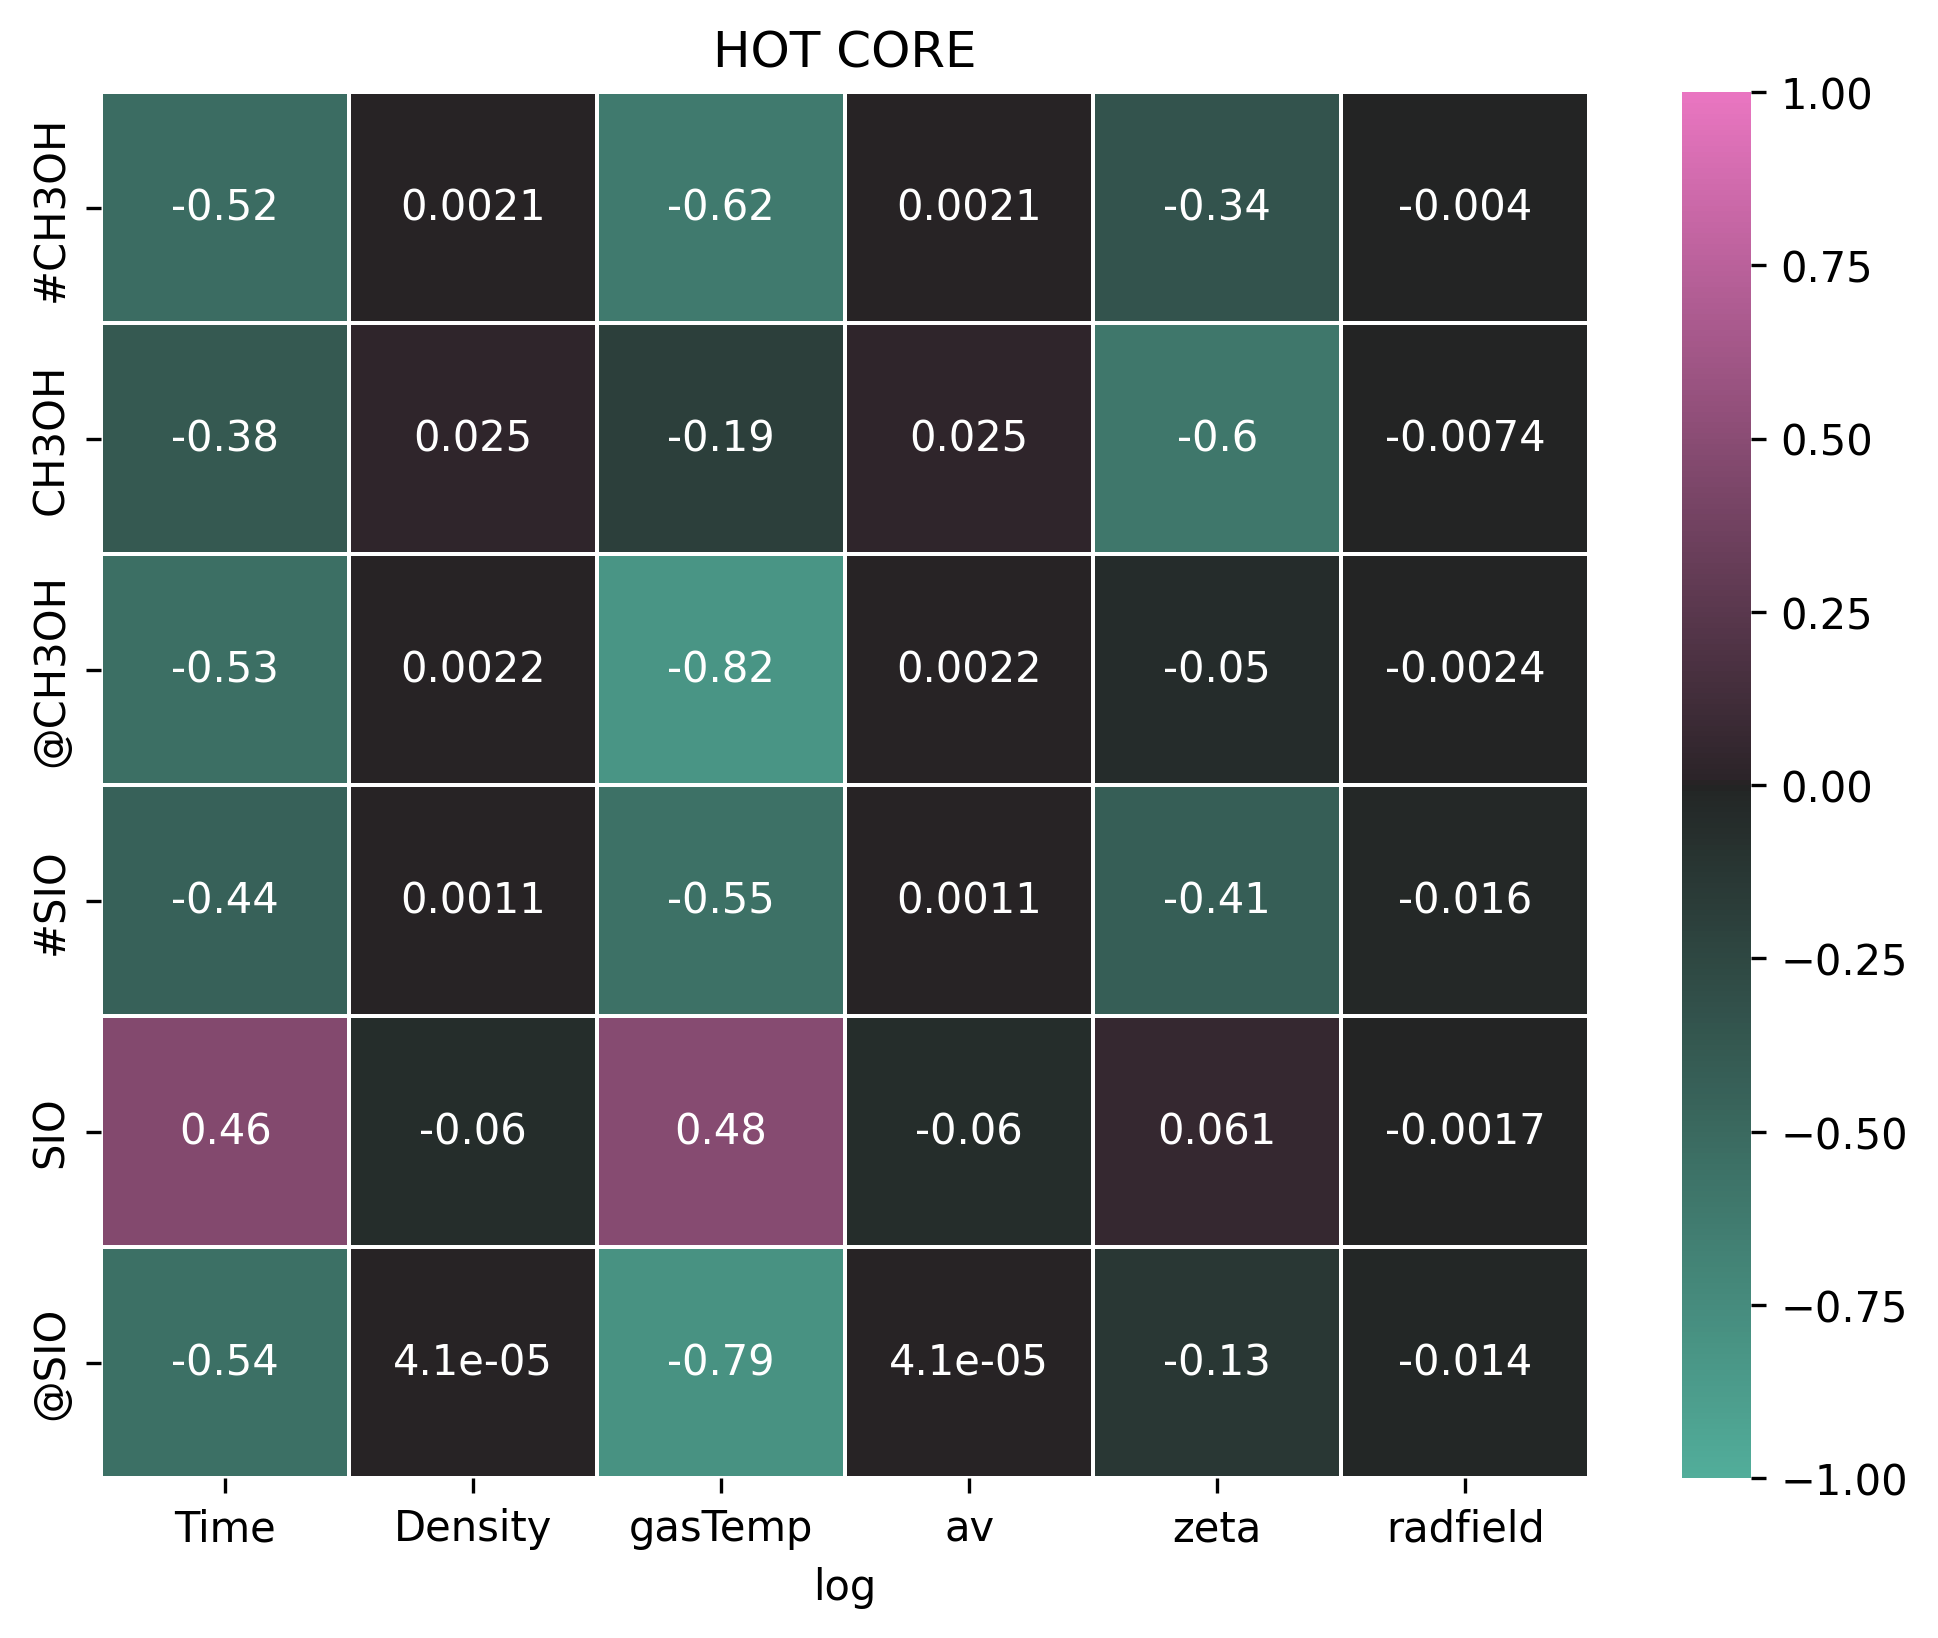 HOT CORE
#CH3OH -0.52 0.0021 -0.62 0.0021 -0.34 -0.004
CH3OH -0.38 0.025 -0.19 0.025 -0.6 -0.0074
@CH3OH -0.53 0.0022 -0.82 0.0022 -0.05 -0.0024
#SIO -0.44 0.0011 -0.55 0.0011 -0.41 -0.016
SIO 0.46 -0.06 0.48 -0.06 0.061 -0.0017
@SIO -0.54 4.1e-05 -0.79 4.1e-05 -0.13 -0.014
Time Density gasTemp av zeta radfield
log
1.00
0.75
0.50
0.25
0.00
−0.25
−0.50
−0.75
−1.00